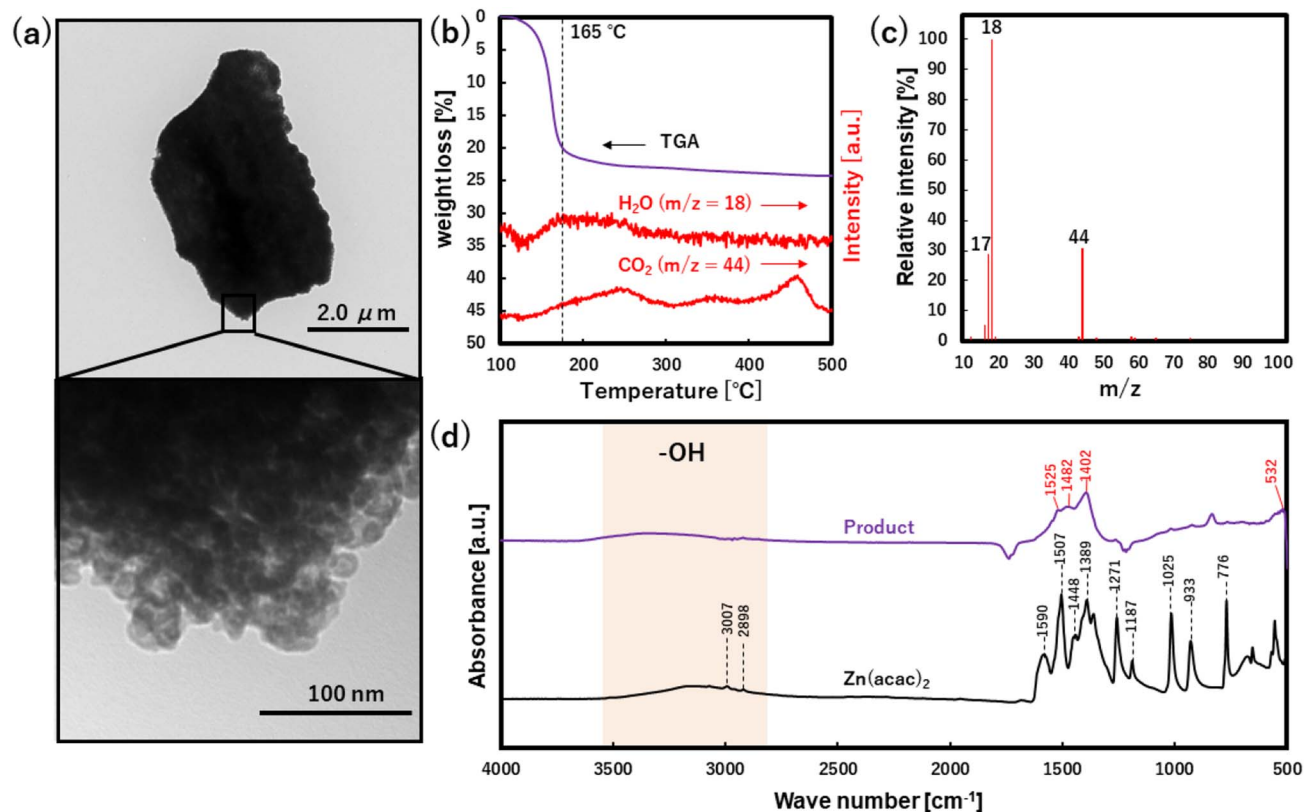 (a)
2.0 μm
100 nm
(b)
0
5
10
15
20
25
30
35
40
45
50
weight loss [%]
165 °C
TGA
H₂O (m/z = 18)
CO₂ (m/z = 44)
Intensity [a.u.]
100
200
300
400
500
Temperature [°C]
(c)
100
90
80
70
60
50
40
30
20
10
0
Relative intensity [%]
18
17
44
10 20 30 40 50 60 70 80 90 100
m/z
(d)
-OH
Absorbance [a.u.]
Product
1525
1482
1402
532
3007
2898
1590
1507
1448
1389
1271
1187
1025
933
776
Zn(acac)₂
4000
3500
3000
2500
2000
1500
1000
500
Wave number [cm⁻¹]